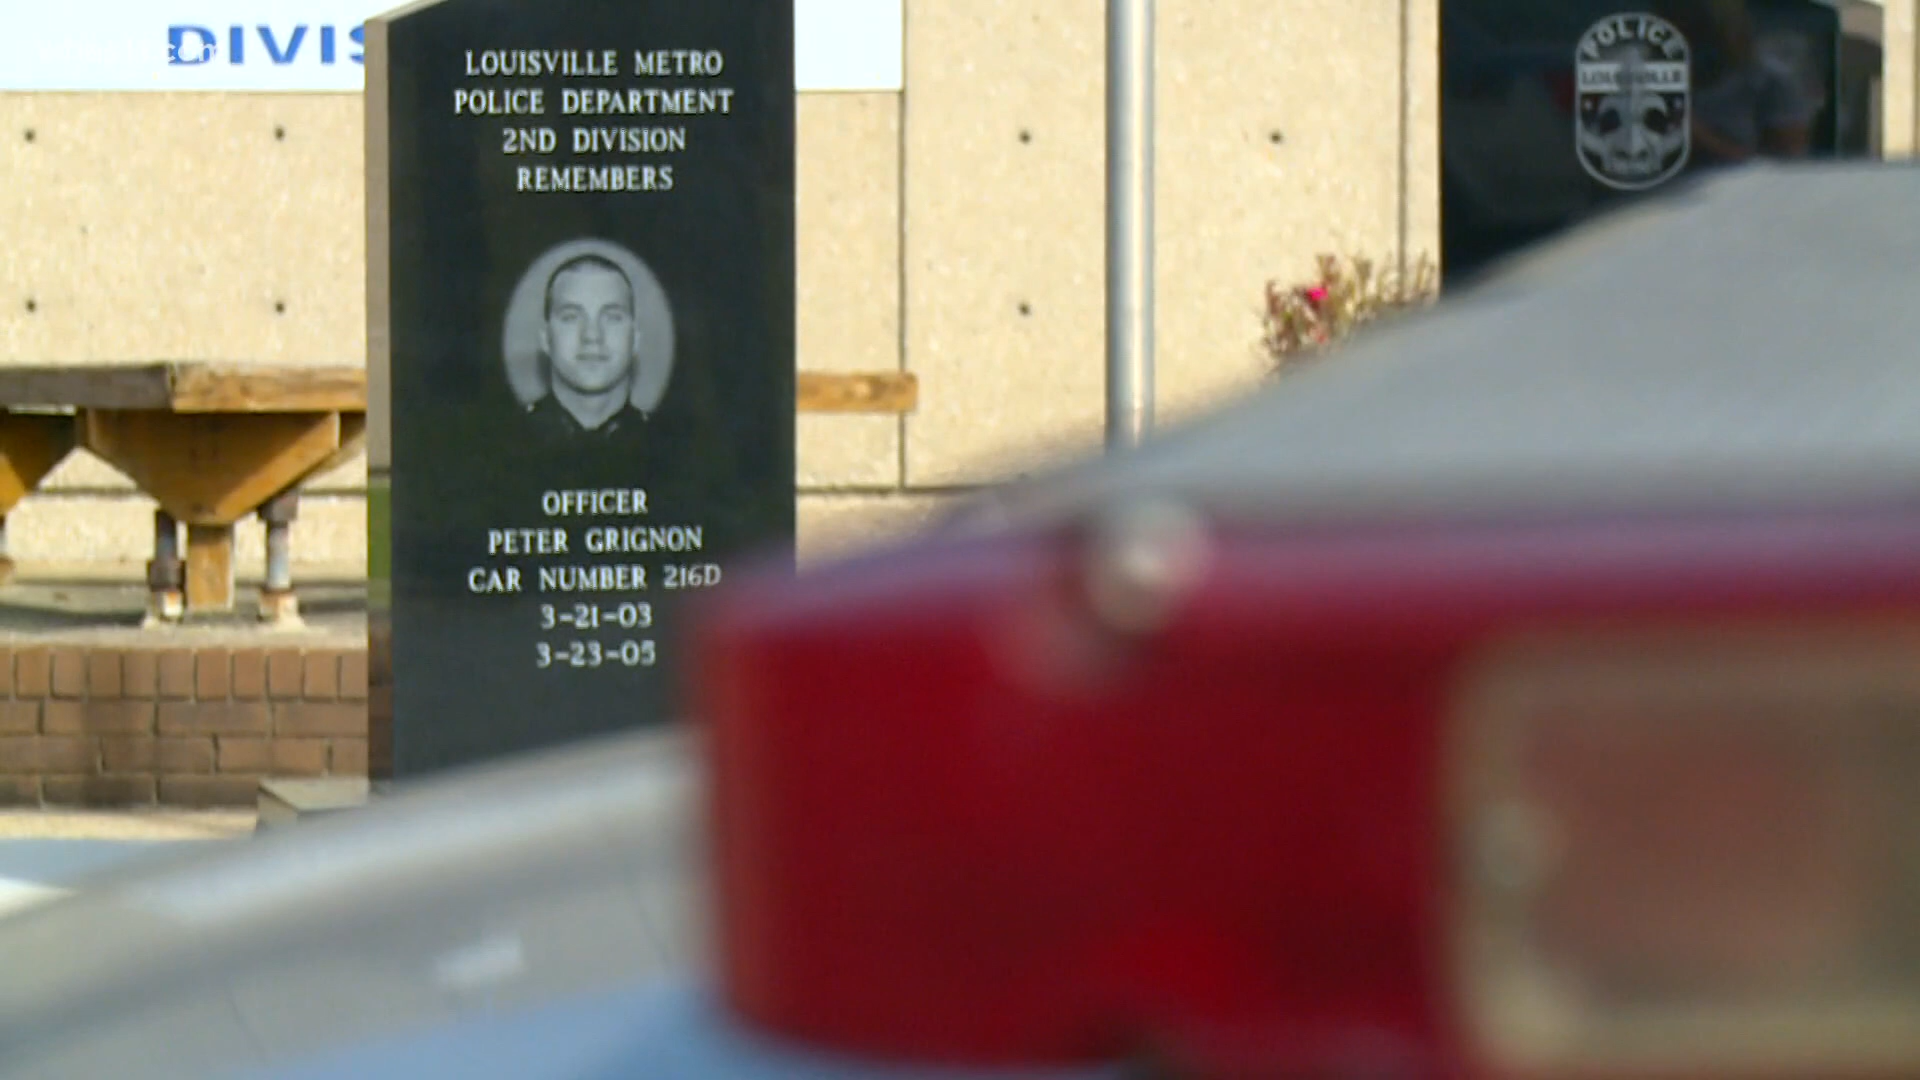 DIVIS
LOUISVILLE METRO
POLICE DEPARTMENT
2ND DIVISION
REMEMBERS
OFFICER
PETER GRIGNON
CAR NUMBER 216D
3-21-03
3-23-05
POLICE
LOUISVILLE